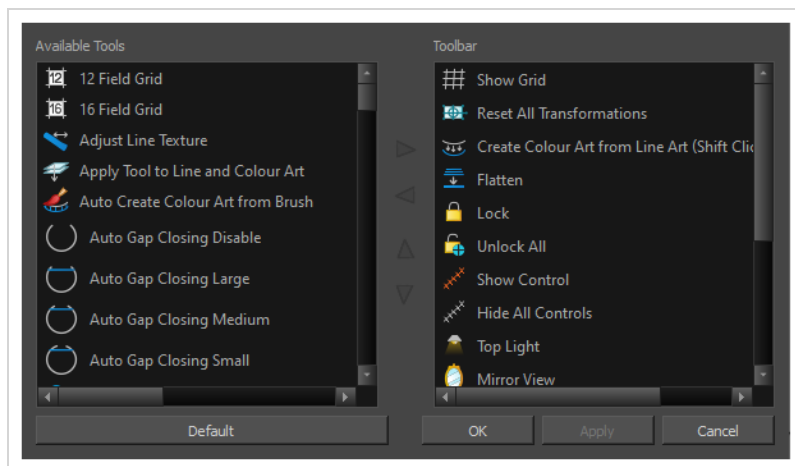 Available Tools
12 12 Field Grid
16 16 Field Grid
Adjust Line Texture
Apply Tool to Line and Colour Art
Auto Create Colour Art from Brush
Auto Gap Closing Disable
Auto Gap Closing Large
Auto Gap Closing Medium
Auto Gap Closing Small
Default
Toolbar
Show Grid
Reset All Transformations
Create Colour Art from Line Art (Shift Clic
Flatten
Lock
Unlock All
Show Control
Hide All Controls
Top Light
Mirror View
OK Apply Cancel